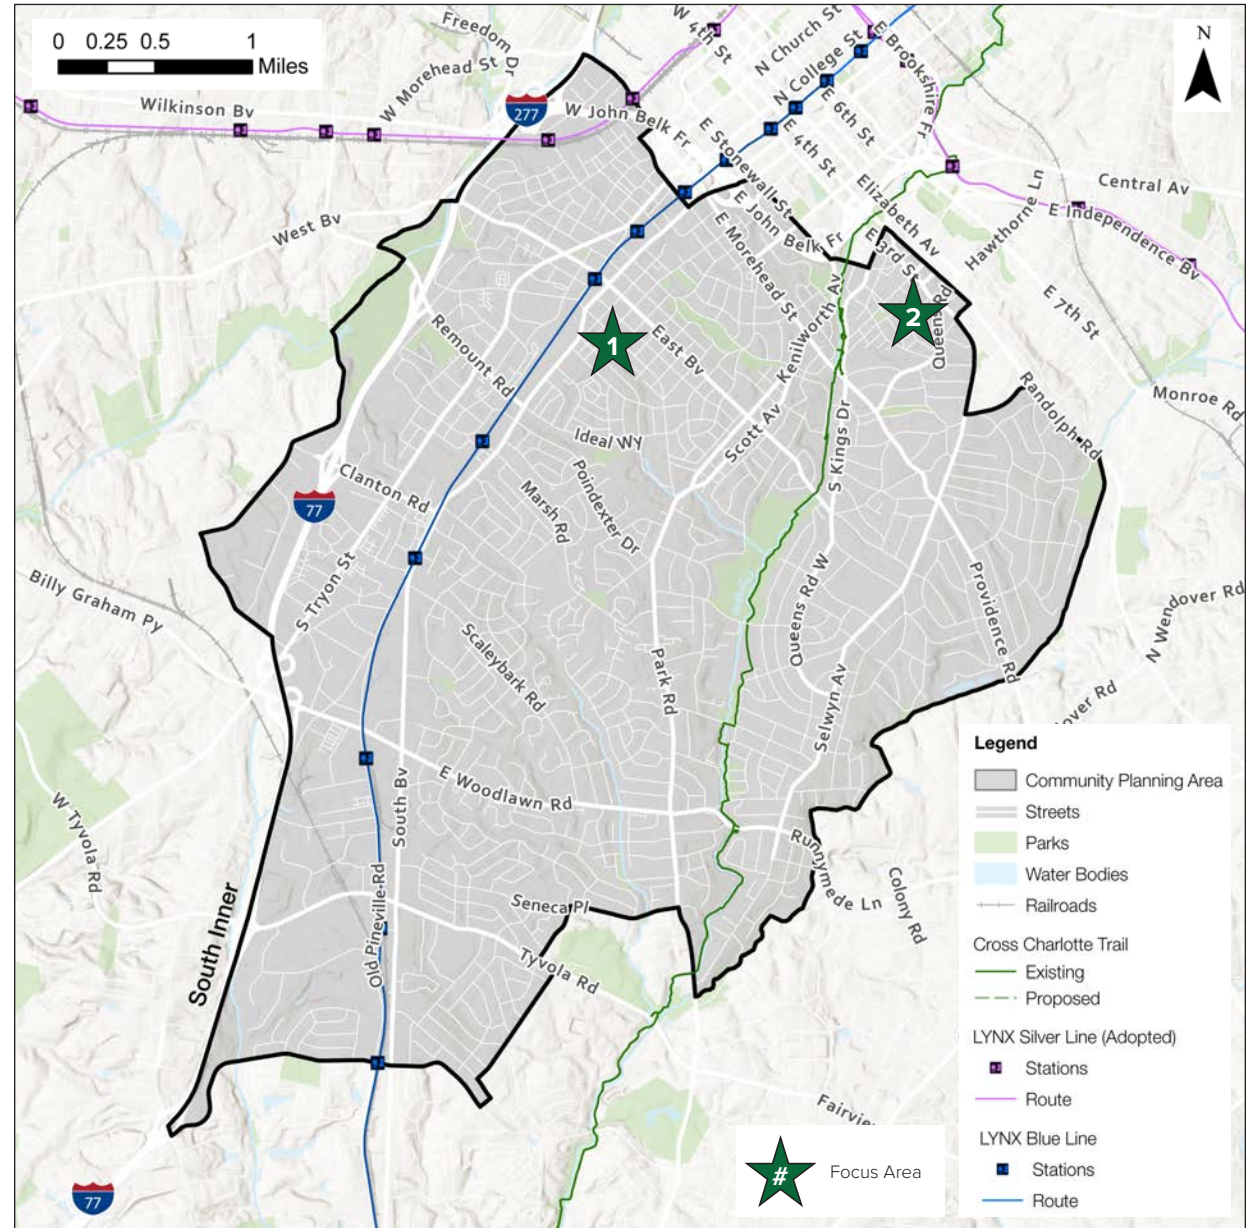 0 0.25 0.5 1
Miles
N
Freedom Dr
W Morehead St
Wilkinson Bv
277
W John Belk Fr
W 4th St
N Church St
N College St
E Brookshire Fr
E 6th St
E 4th St
E Stonewall St
E John Belk Fr
Elizabeth Av
Hawthorne Ln
Central Av
E Independence Bv
E 7th St
E 3rd St
Queens Rd
2
West Bv
E Morehead St
Kenilworth Av
1
East Bv
Remount Rd
Scott Av
S Kings Dr
Randolph Rd
Monroe Rd
Ideal WY
Clanton Rd
77
Marsh Rd
Poindexter Dr
Billy Graham Py
S Tryon St
Queens Rd W
Providence Rd
N Wendover Rd
Scaleybark Rd
Park Rd
Selwyn Av
over Rd
W Tyvola Rd
South Bv
E Woodlawn Rd
Runnymede Ln
Colony Rd
South Inner
Old Pineville Rd
Seneca Pl
Tyvola Rd
Fairview
77
Legend
Community Planning Area
Streets
Parks
Water Bodies
Railroads
Cross Charlotte Trail
Existing
Proposed
LYNX Silver Line (Adopted)
Stations
Route
LYNX Blue Line
Stations
Route
# Focus Area